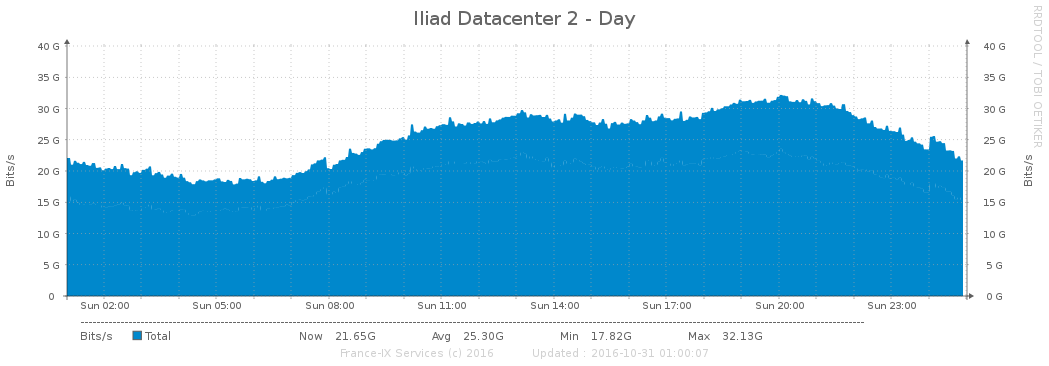 Iliad Datacenter 2 - Day
RRDTOOL / TOBI OETIKER
40 G 40 G
35 G 35 G
30 G 30 G
25 G 25 G
20 G 20 G
15 G 15 G
10 G 10 G
5 G 5 G
0 0 G
Bits/s
Bits/s
Sun 02:00 Sun 05:00 Sun 08:00 Sun 11:00 Sun 14:00 Sun 17:00 Sun 20:00 Sun 23:00
Bits/s Total Now 21.65G Avg 25.30G Min 17.82G Max 32.13G
France-IX Services (c) 2016 Updated : 2016-10-31 01:00:07